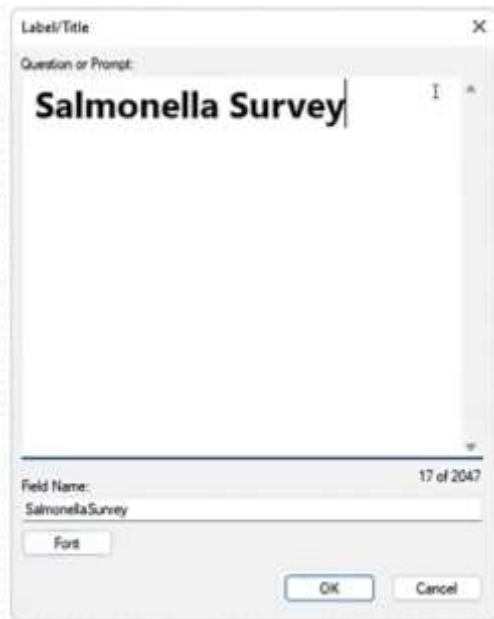 Label/Title
Question or Prompt:
Salmonella Survey
17 of 2047
Field Name:
SalmonellaSurvey
Font
OK
Cancel